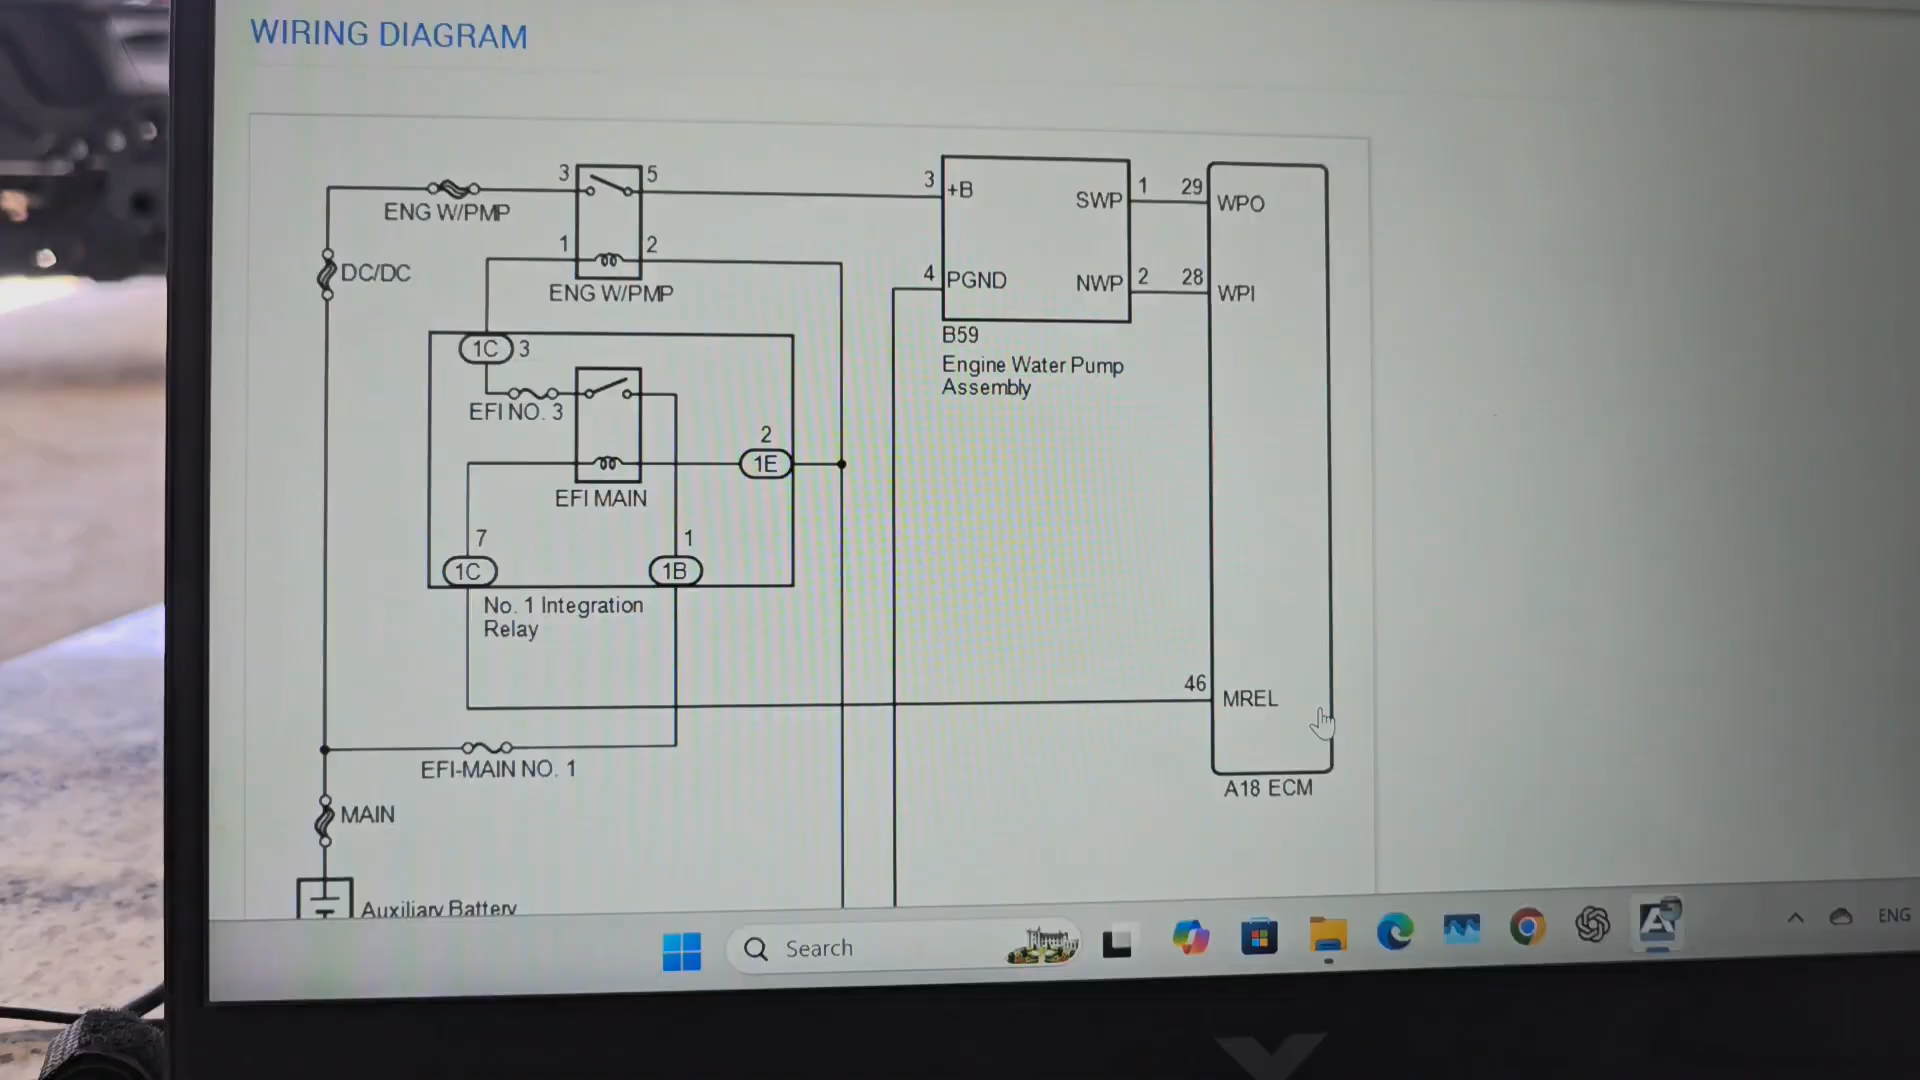 WIRING DIAGRAM
3 5
ENG W/PMP
1 2
ENG W/PMP
DC/DC
1C 3
EFI NO. 3
EFI MAIN
2
1E
7
1C
1
1B
No. 1 Integration
Relay
EFI-MAIN NO. 1
MAIN
Auxiliary Battery
3 +B
SWP 1 29 WPO
4 PGND
NWP 2 28 WPI
B59
Engine Water Pump
Assembly
46 MREL
A18 ECM
Search
ENG